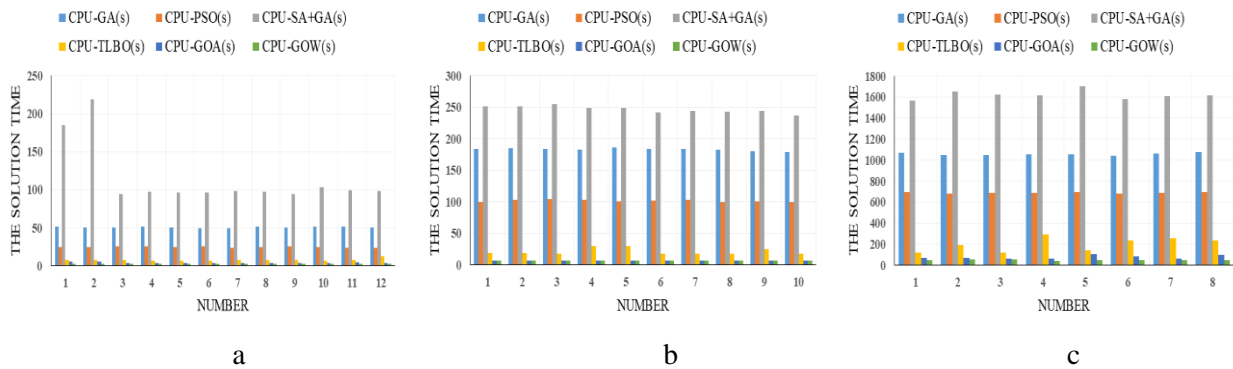 CPU-GA(s) CPU-PSO(s) CPU-SA+GA(s)
CPU-TLBO(s) CPU-GOA(s) CPU-GOW(s)
THE SOLUTION TIME
250
200
150
100
50
0
1 2 3 4 5 6 7 8 9 10 11 12
NUMBER
a
CPU-GA(s) CPU-PSO(s) CPU-SA+GA(s)
CPU-TLBO(s) CPU-GOA(s) CPU-GOW(s)
THE SOLUTION TIME
300
250
200
150
100
50
0
1 2 3 4 5 6 7 8 9 10
NUMBER
b
CPU-GA(s) CPU-PSO(s) CPU-SA+GA(s)
CPU-TLBO(s) CPU-GOA(s) CPU-GOW(s)
THE SOLUTION TIME
1800
1600
1400
1200
1000
800
600
400
200
0
1 2 3 4 5 6 7 8
NUMBER
c